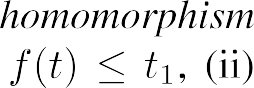 homomorphism
f(t) ≤ t₁, (ii)